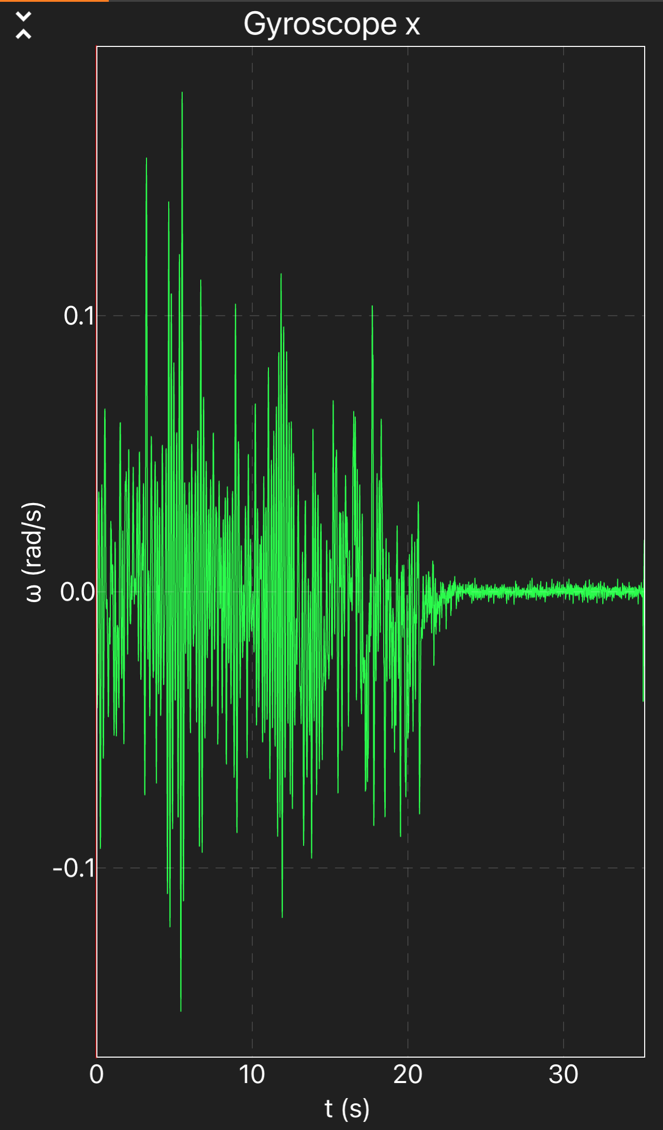 Gyroscope x
0.1
ω (rad/s)
0.0
-0.1
0 10 20 30
t (s)